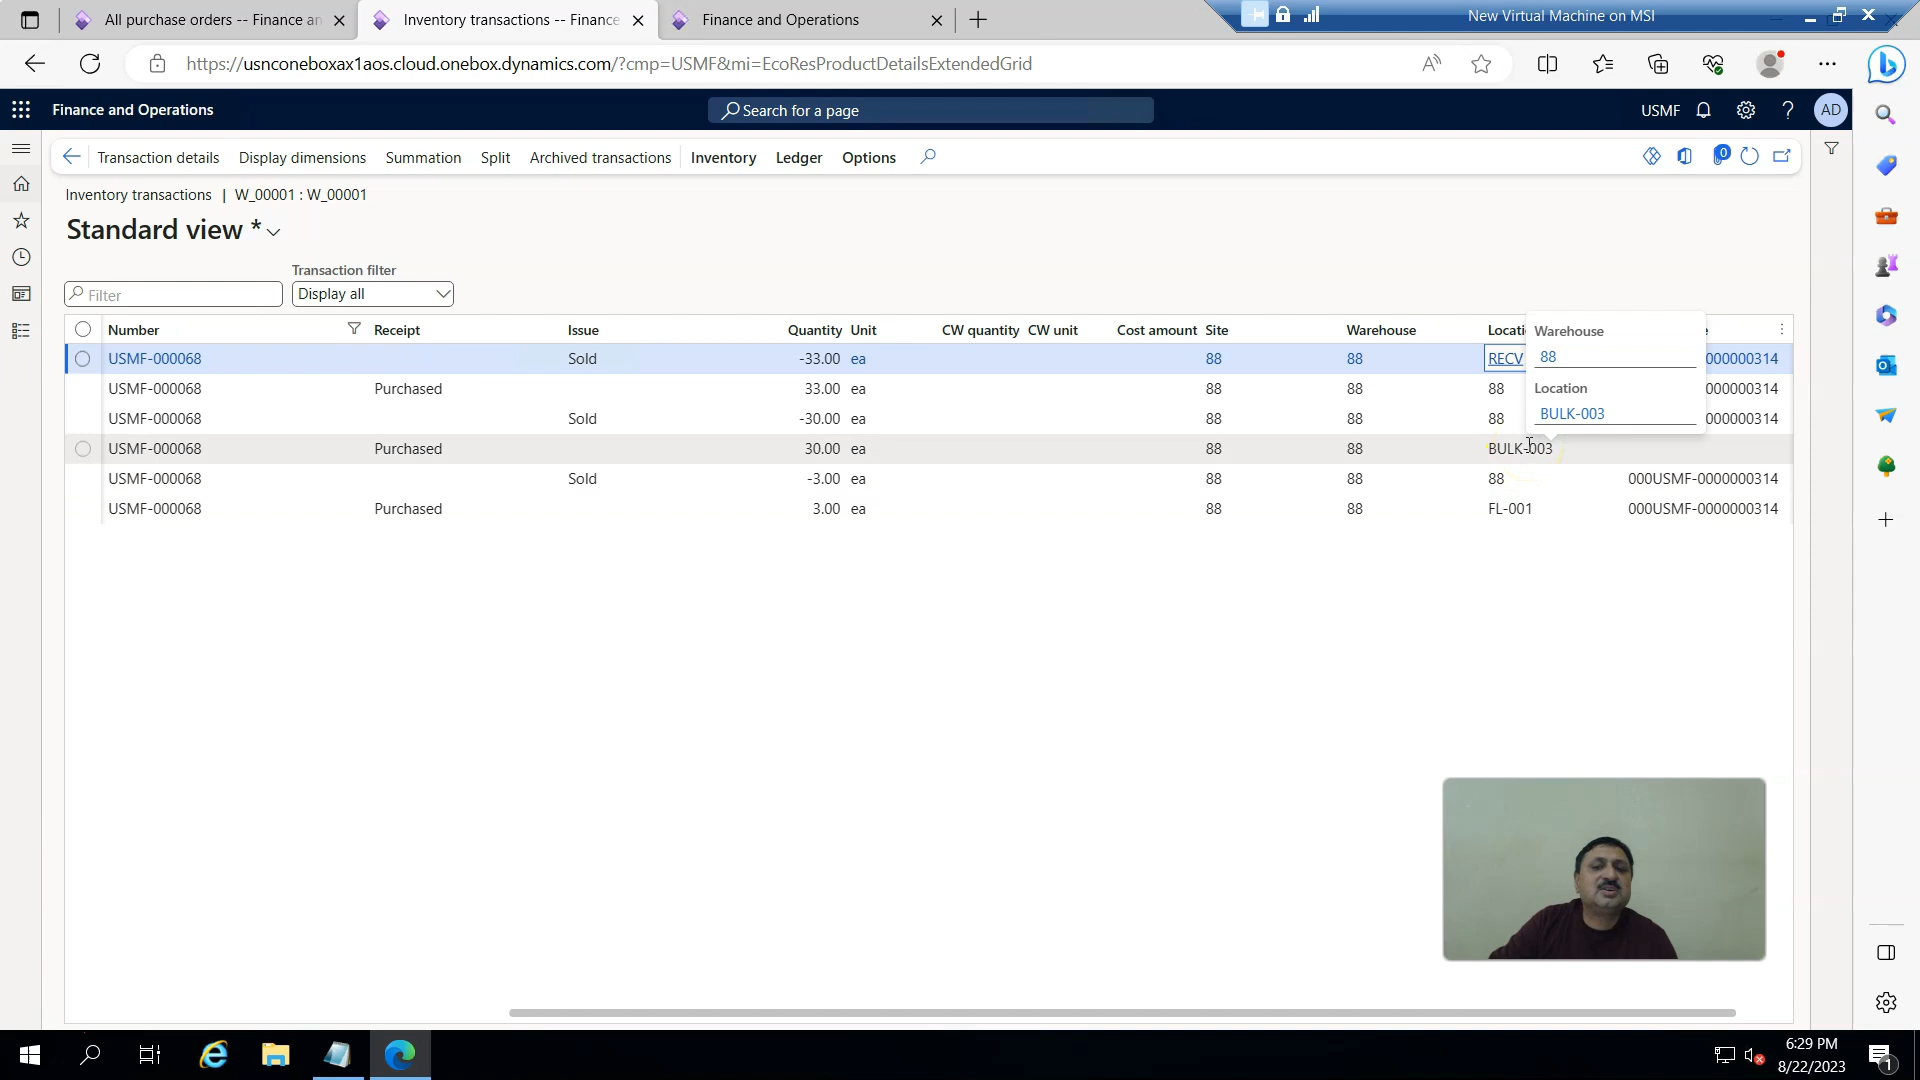 All purchase orders -- Finance an
Inventory transactions -- Finance
Finance and Operations
New Virtual Machine on MSI
https://usnconeboxax1aos.cloud.onebox.dynamics.com/?cmp=USMF&mi=EcoResProductDetailsExtendedGrid
Finance and Operations
Search for a page
USMF
AD
Transaction details
Display dimensions
Summation
Split
Archived transactions
Inventory
Ledger
Options
0
Inventory transactions | W_00001 : W_00001
Standard view *
Transaction filter
Filter
Display all
Number Receipt Issue Quantity Unit CW quantity CW unit Cost amount Site Warehouse
USMF-000068 Sold -33.00 ea 88 88 RECV 000000314
USMF-000068 Purchased 33.00 ea 88 88 88 000000314
USMF-000068 Sold -30.00 ea 88 88 88
USMF-000068 Purchased 30.00 ea 88 88 BULK-003
USMF-000068 Sold -3.00 ea 88 88 88 000USMF-0000000314
USMF-000068 Purchased 3.00 ea 88 88 FL-001 000USMF-0000000314
Warehouse
88
Location
BULK-003
6:29 PM
8/22/2023
1